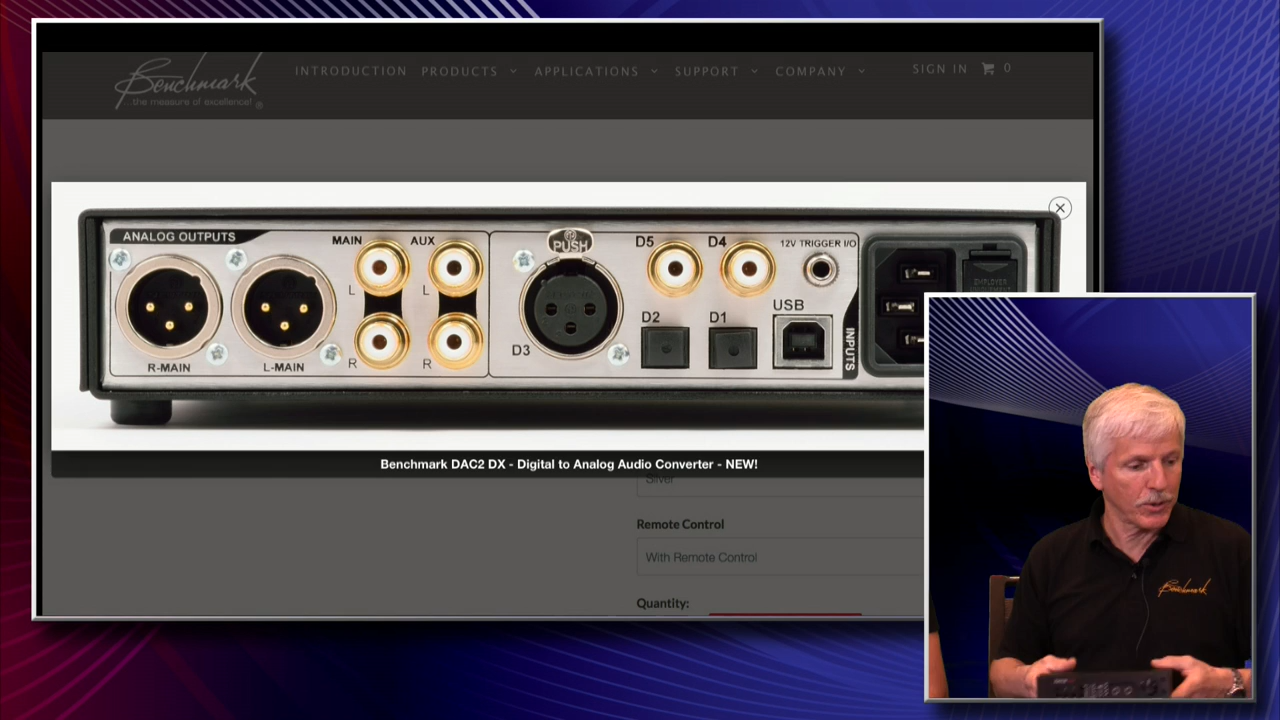 Benchmark
the measure of excellence!®
INTRODUCTION PRODUCTS APPLICATIONS SUPPORT COMPANY SIGN IN 0
ANALOG OUTPUTS
MAIN AUX
L L
R R
R-MAIN L-MAIN
PUSH
D3
D5 D4
12V TRIGGER I/O
D2 D1
USB
INPUTS
Benchmark DAC2 DX - Digital to Analog Audio Converter - NEW!
Silver
Remote Control
With Remote Control
Quantity:
Benchmark